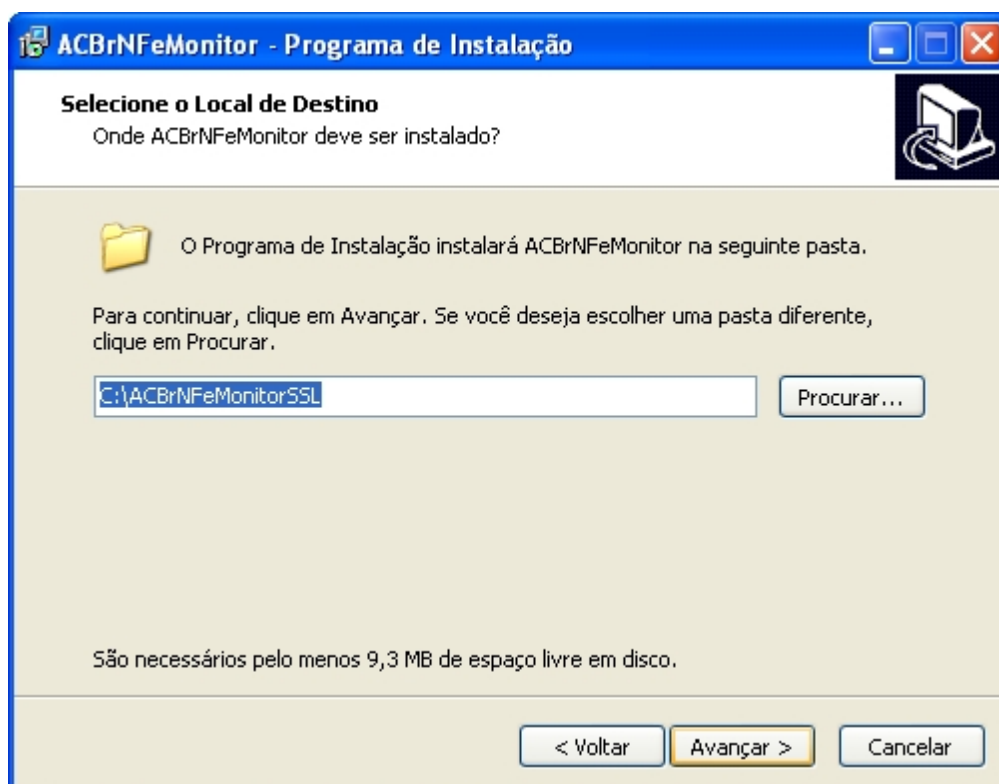 ACBrNFeMonitor - Programa de Instalação
Selecione o Local de Destino
Onde ACBrNFeMonitor deve ser instalado?
O Programa de Instalação instalará ACBrNFeMonitor na seguinte pasta.
Para continuar, clique em Avançar. Se você deseja escolher uma pasta diferente,
clique em Procurar.
C:\ACBrNFeMonitorSSL
Procurar...
São necessários pelo menos 9,3 MB de espaço livre em disco.
< Voltar
Avançar >
Cancelar